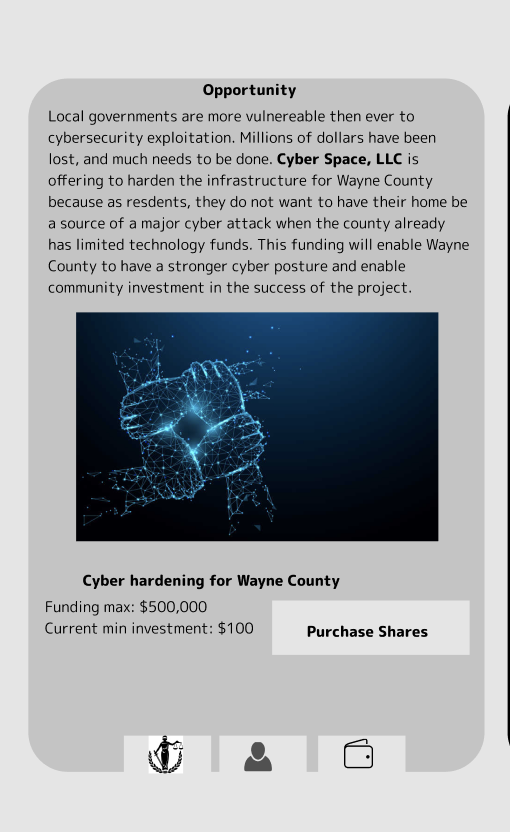 Opportunity
Local governments are more vulnereable then ever to
cybersecurity exploitation. Millions of dollars have been
lost, and much needs to be done. Cyber Space, LLC is
offering to harden the infrastructure for Wayne County
because as resdents, they do not want to have their home be
a source of a major cyber attack when the county already
has limited technology funds. This funding will enable Wayne
County to have a stronger cyber posture and enable
community investment in the success of the project.
Cyber hardening for Wayne County
Funding max: $500,000
Current min investment: $100
Purchase Shares